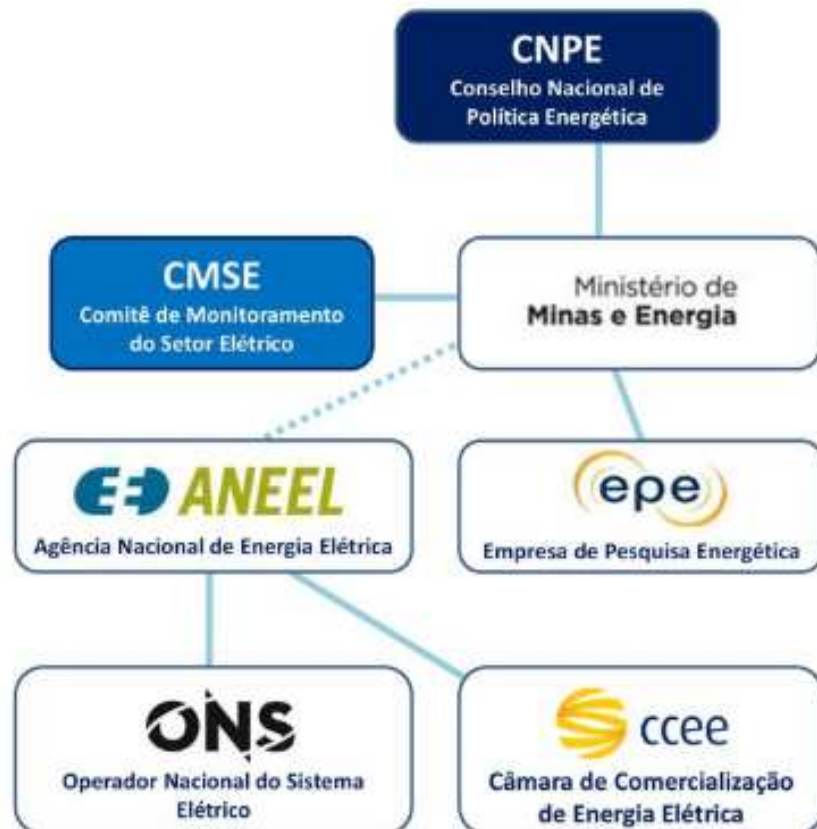 CNPE
Conselho Nacional de
Política Energética
CMSE
Comitê de Monitoramento
do Setor Elétrico
Ministério de
Minas e Energia
ANEEL
Agência Nacional de Energia Elétrica
epe
Empresa de Pesquisa Energética
ONS
Operador Nacional do Sistema
Elétrico
ccee
Câmara de Comercialização
de Energia Elétrica